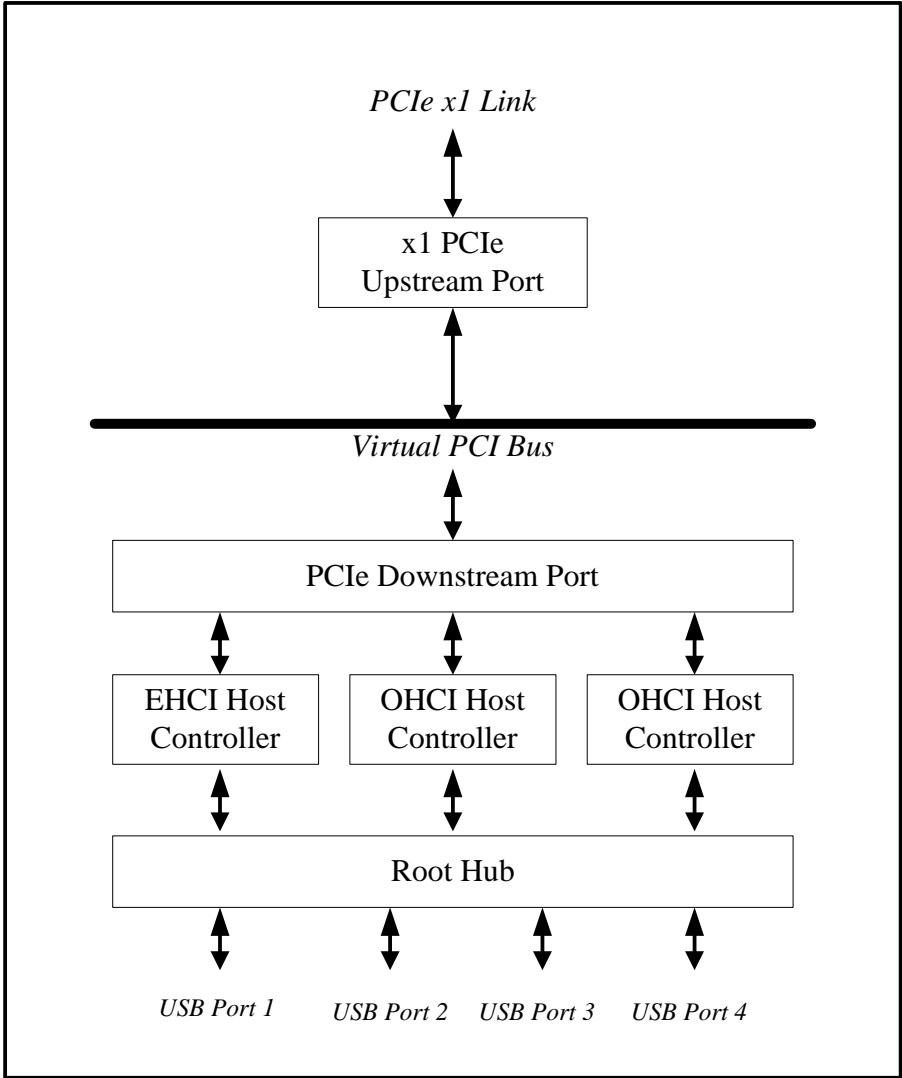 PCIe x1 Link
x1 PCIe
Upstream Port
Virtual PCI Bus
PCIe Downstream Port
EHCI Host
Controller
OHCI Host
Controller
OHCI Host
Controller
Root Hub
USB Port 1
USB Port 2
USB Port 3
USB Port 4